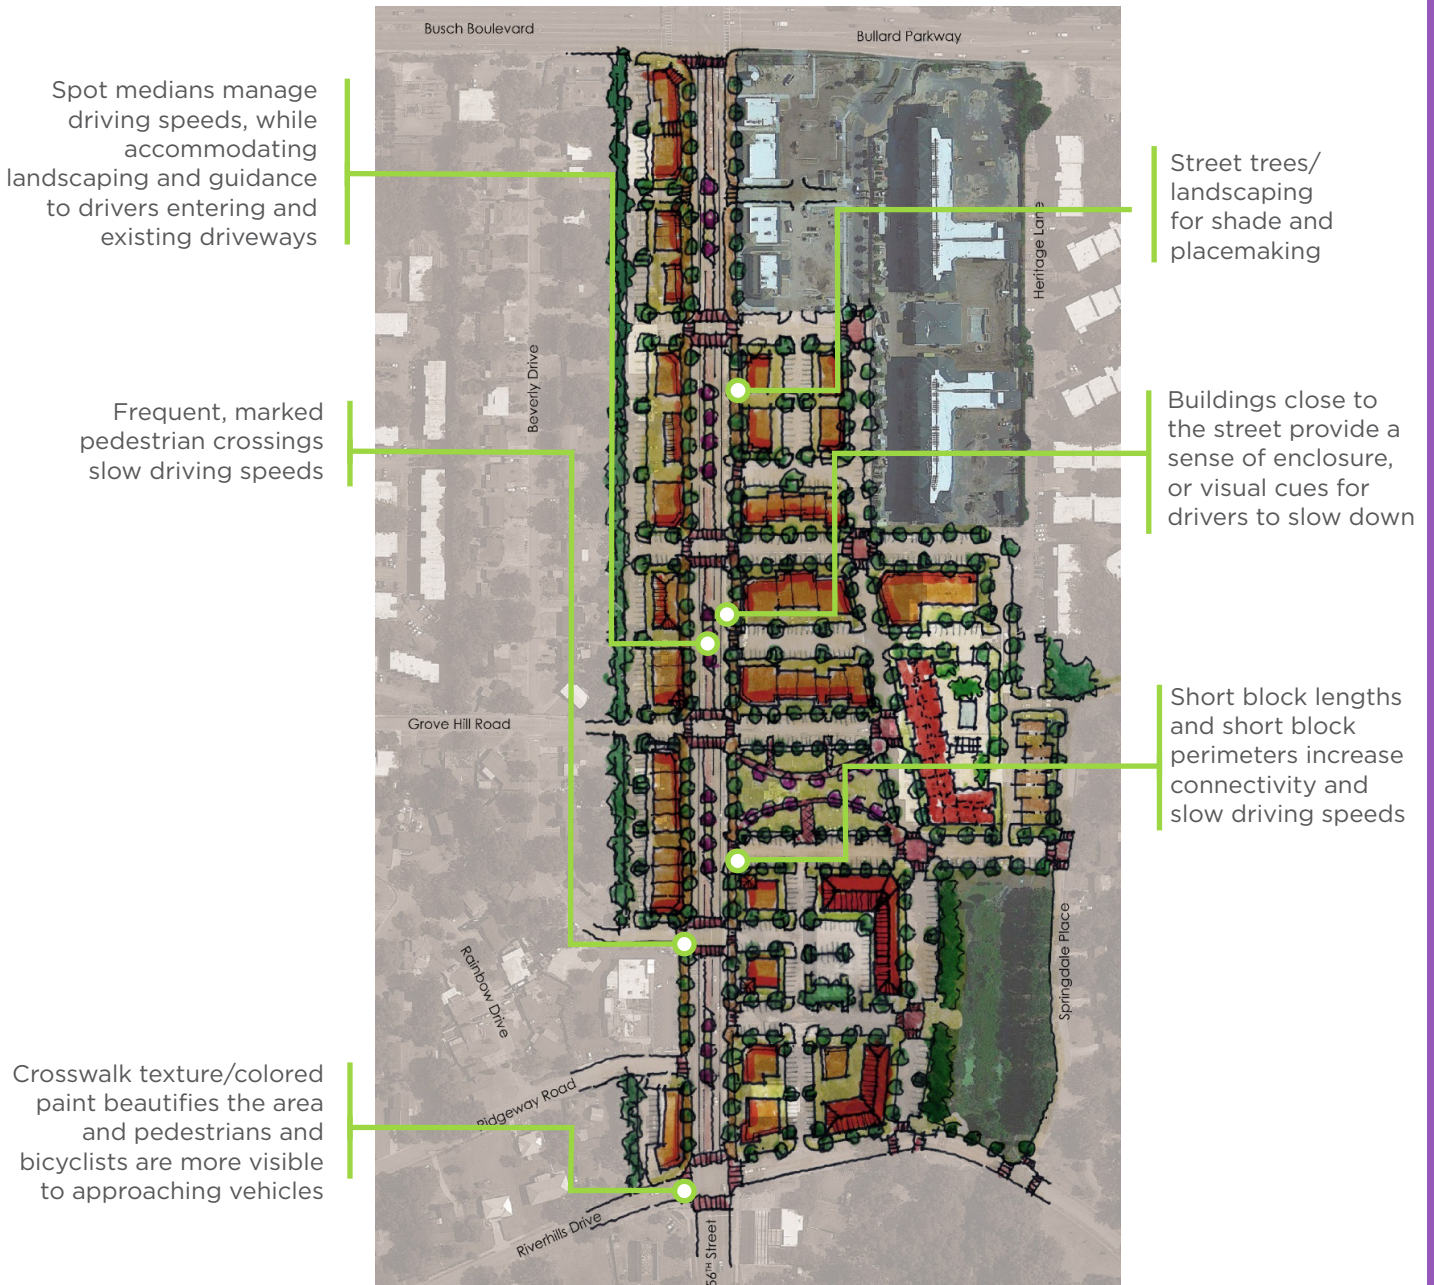 Busch Boulevard
Bullard Parkway
Spot medians manage
driving speeds, while
accommodating
landscaping and guidance
to drivers entering and
existing driveways
Street trees/
landscaping
for shade and
placemaking
Heritage Lane
Beverly Drive
Frequent, marked
pedestrian crossings
slow driving speeds
Buildings close to
the street provide a
sense of enclosure,
or visual cues for
drivers to slow down
Grove Hill Road
Short block lengths
and short block
perimeters increase
connectivity and
slow driving speeds
Rainbow Drive
Springdale Place
Crosswalk texture/colored
paint beautifies the area
and pedestrians and
bicyclists are more visible
to approaching vehicles
Ridgeway Road
Riverhills Drive
56TH Street